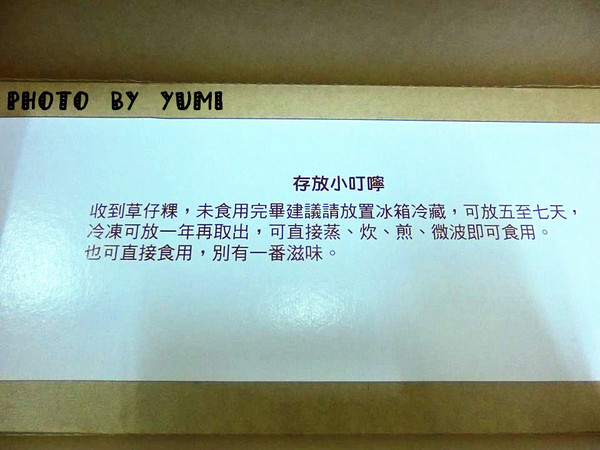 PHOTO BY YUMI
存放小叮嚀
收到草仔粿，未食用完畢建議請放置冰箱冷藏，可放五至七天，
冷凍可放一年再取出，可直接蒸、炊、煎、微波即可食用。
也可直接食用，別有一番滋味。